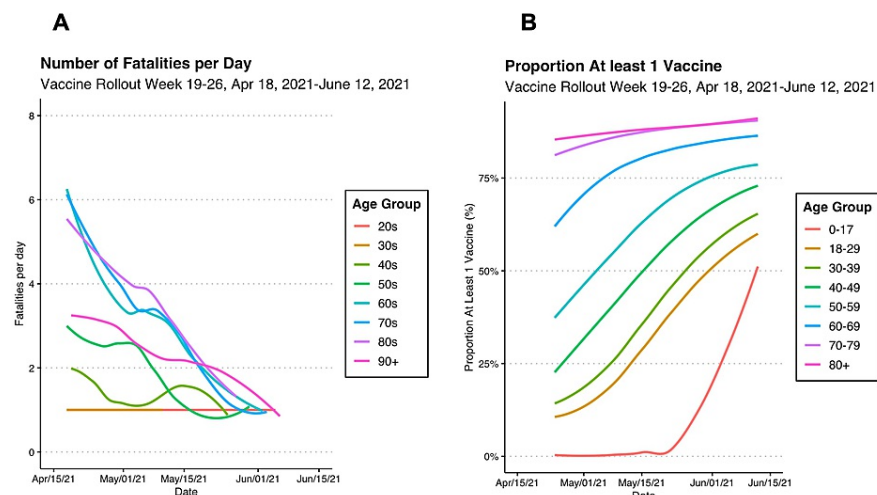 A
Number of Fatalities per Day
Vaccine Rollout Week 19-26, Apr 18, 2021-June 12, 2021
Fatalities per day
8
6
4
2
0
Apr/15/21 May/01/21 May/15/21 Jun/01/21 Jun/15/21
Date
Age Group
20s
30s
40s
50s
60s
70s
80s
90+
B
Proportion At least 1 Vaccine
Vaccine Rollout Week 19-26, Apr 18, 2021-June 12, 2021
Proportion At Least 1 Vaccine (%)
75%
50%
25%
0%
Apr/15/21 May/01/21 May/15/21 Jun/01/21 Jun/15/21
Date
Age Group
0-17
18-29
30-39
40-49
50-59
60-69
70-79
80+